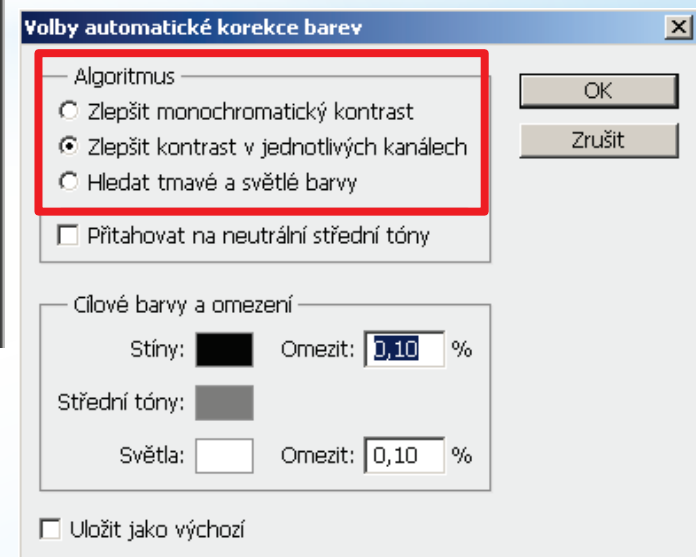 Volby automatické korekce barev
Algoritmus
Zlepšit monochromatický kontrast
Zlepšit kontrast v jednotlivých kanálech
Hledat tmavé a světlé barvy
Přitahovat na neutrální střední tóny
OK
Zrušit
Cílové barvy a omezení
Stíny: Omezit: 0,10 %
Střední tóny:
Světla: Omezit: 0,10 %
Uložit jako výchozí